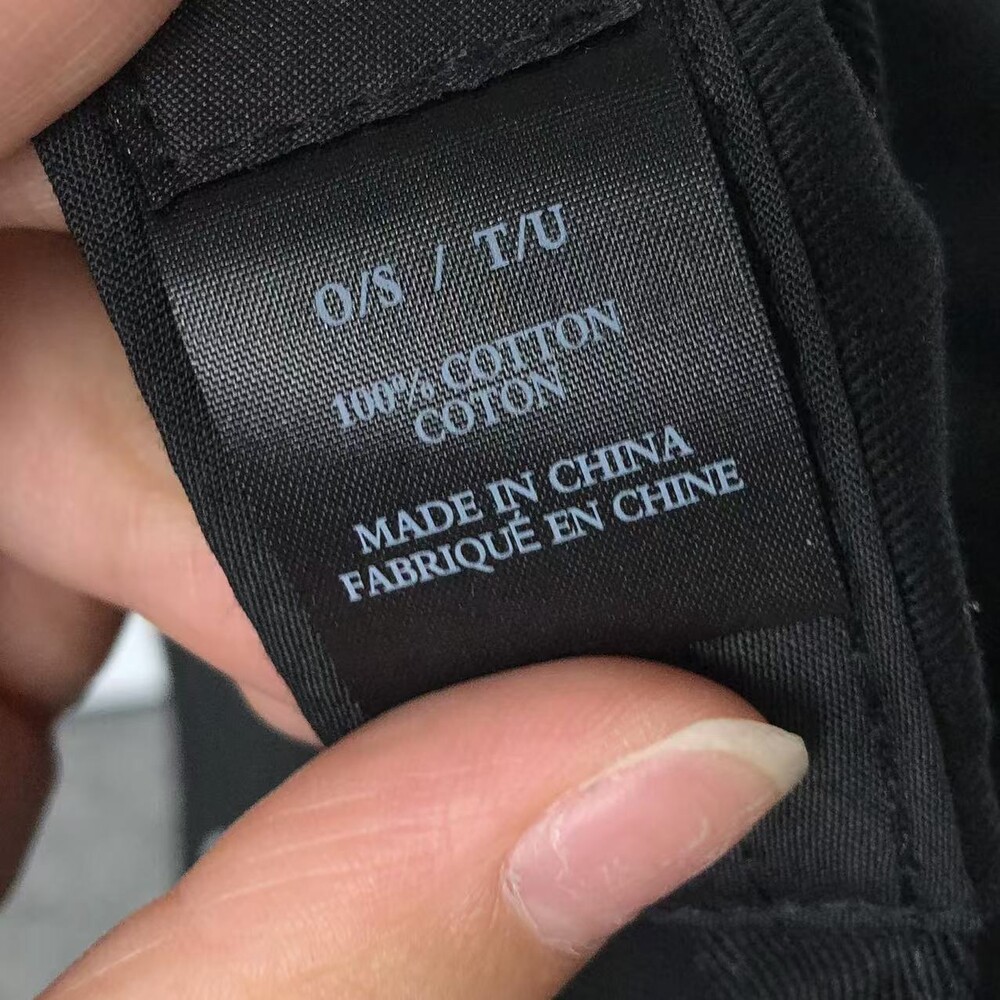 O/S / T/U
100% COTTON
COTON
MADE IN CHINA
FABRIQUÉ EN CHINE